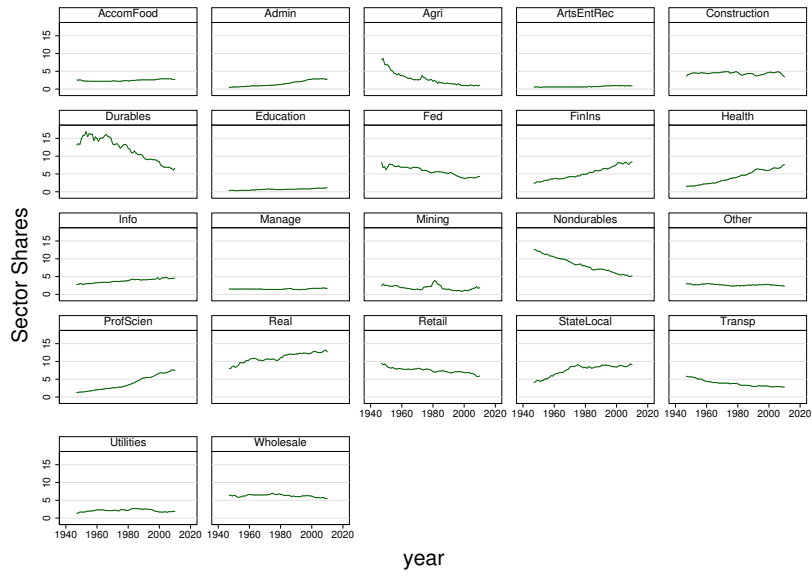 AccomFood Admin Agri ArtsEntRec Construction
15
10
5
0
Durables Education Fed FinIns Health
15
10
5
0
Info Manage Mining Nondurables Other
15
10
5
0
ProfScien Real Retail StateLocal Transp
15
10
5
0
1940 1960 1980 2000 2020 1940 1960 1980 2000 2020 1940 1960 1980 2000 2020
Utilities Wholesale
15
10
5
0
1940 1960 1980 2000 2020 1940 1960 1980 2000 2020
Sector Shares
year